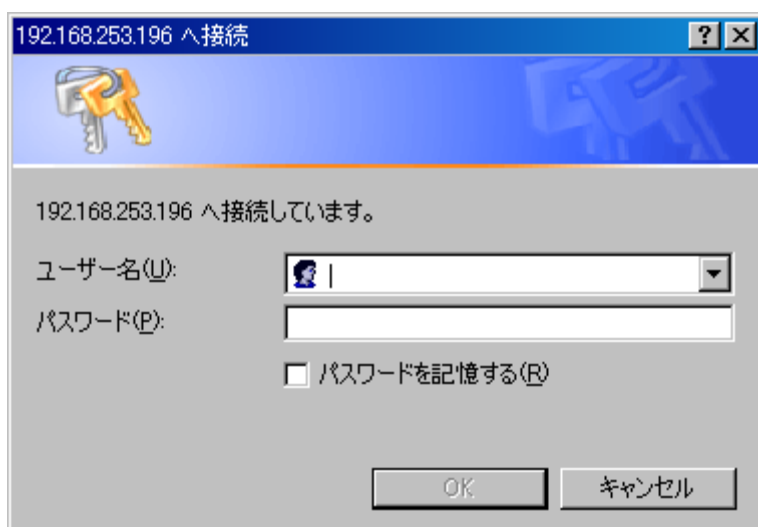 192.168.253.196 へ接続
192.168.253.196 へ接続しています。
ユーザー名(U):
パスワード(P):
パスワードを記憶する(R)
OK
キャンセル